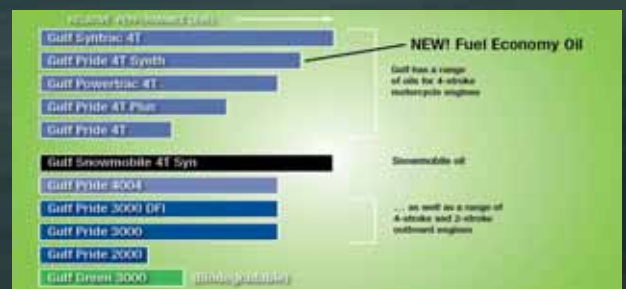 RELATIVE PERFORMANCE LEVEL
Gulf Syntrac 4T
Gulf Pride 4T Synth
Gulf Powertrac 4T
Gulf Pride 4T Plus
Gulf Pride 4T
NEW! Fuel Economy Oil
Gulf has a range
of oils for 4-stroke
motorcycle engines
Gulf Snowmobile 4T Syn
Snowmobile oil
Gulf Pride 4004
Gulf Pride 3000 DFI
Gulf Pride 3000
Gulf Pride 2000
Gulf Green 3000 (Biodegradable)
... as well as a range of
4-stroke and 2-stroke
outboard engines